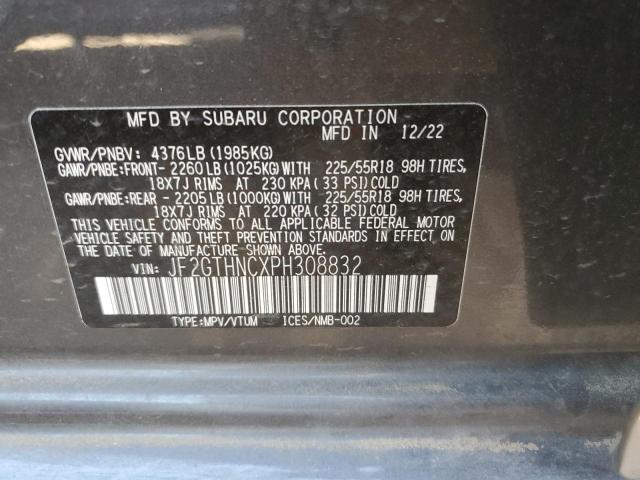 MFD BY SUBARU CORPORATION
MFD IN 12/22
GVWR/PNBV: 4376LB(1985KG)
GAWR/PNBE:FRONT- 2260LB(1025KG)WITH 225/55R18 98H TIRES,
18X7J RIMS AT 230 KPA(33 PSI)COLD
GAWR/PNBE:REAR - 2205LB(1000KG)WITH 225/55R18 98H TIRES,
18X7J RIMS AT 220 KPA(32 PSI)COLD
THIS VEHICLE CONFORMS TO ALL APPLICABLE FEDERAL MOTOR
VEHICLE SAFETY AND THEFT PREVENTION STANDARDS IN EFFECT ON
THE DATE OF MANUFACTURE SHOWN ABOVE.
VIN: JF2GTHNCXPH308832
TYPE:MPV/VTUM ICES/NMB-002